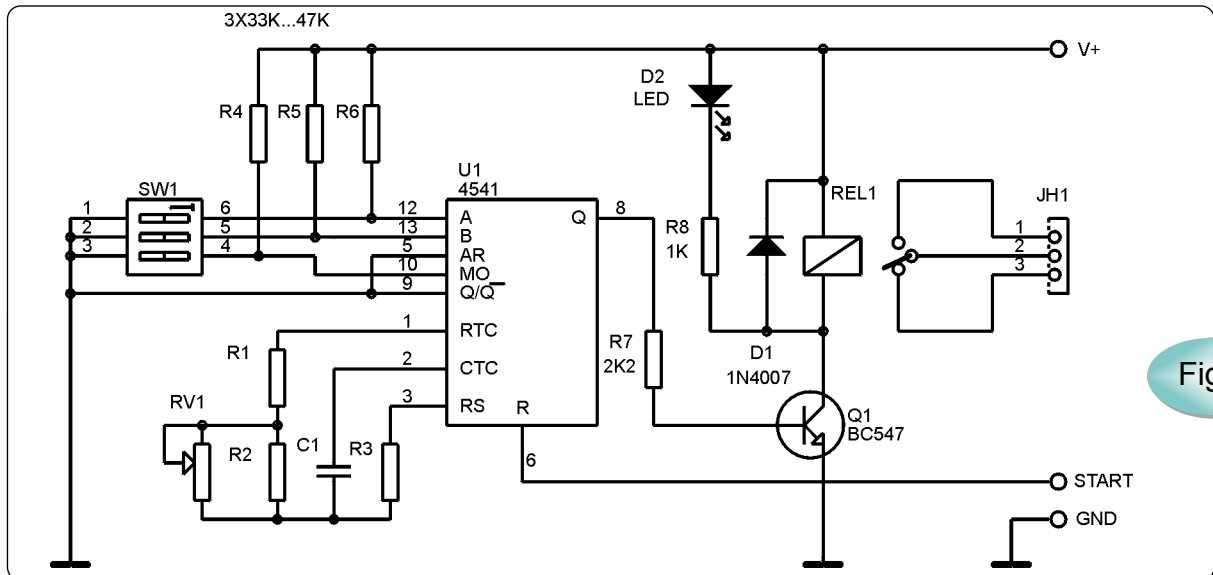 3X33K...47K
V+
D2
LED
R4
R5
R6
U1
4541
SW1
REL1
JH1
1
2
3
6
5
4
12
13
5
10
9
A
B
AR
MO
Q/Q
Q
8
R8
1K
1
2
3
1
RTC
R1
2
CTC
R7
2K2
D1
1N4007
3
RS
R
RV1
R2
C1
R3
Q1
BC547
6
START
GND
Fig